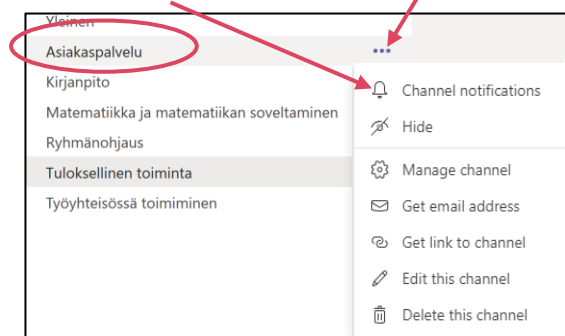 Yleinen
Asiakaspalvelu
Kirjanpito
Matematiikka ja matematiikan soveltaminen
Ryhmänohjaus
Tuloksellinen toiminta
Työyhteisössä toimiminen
Channel notifications
Hide
Manage channel
Get email address
Get link to channel
Edit this channel
Delete this channel